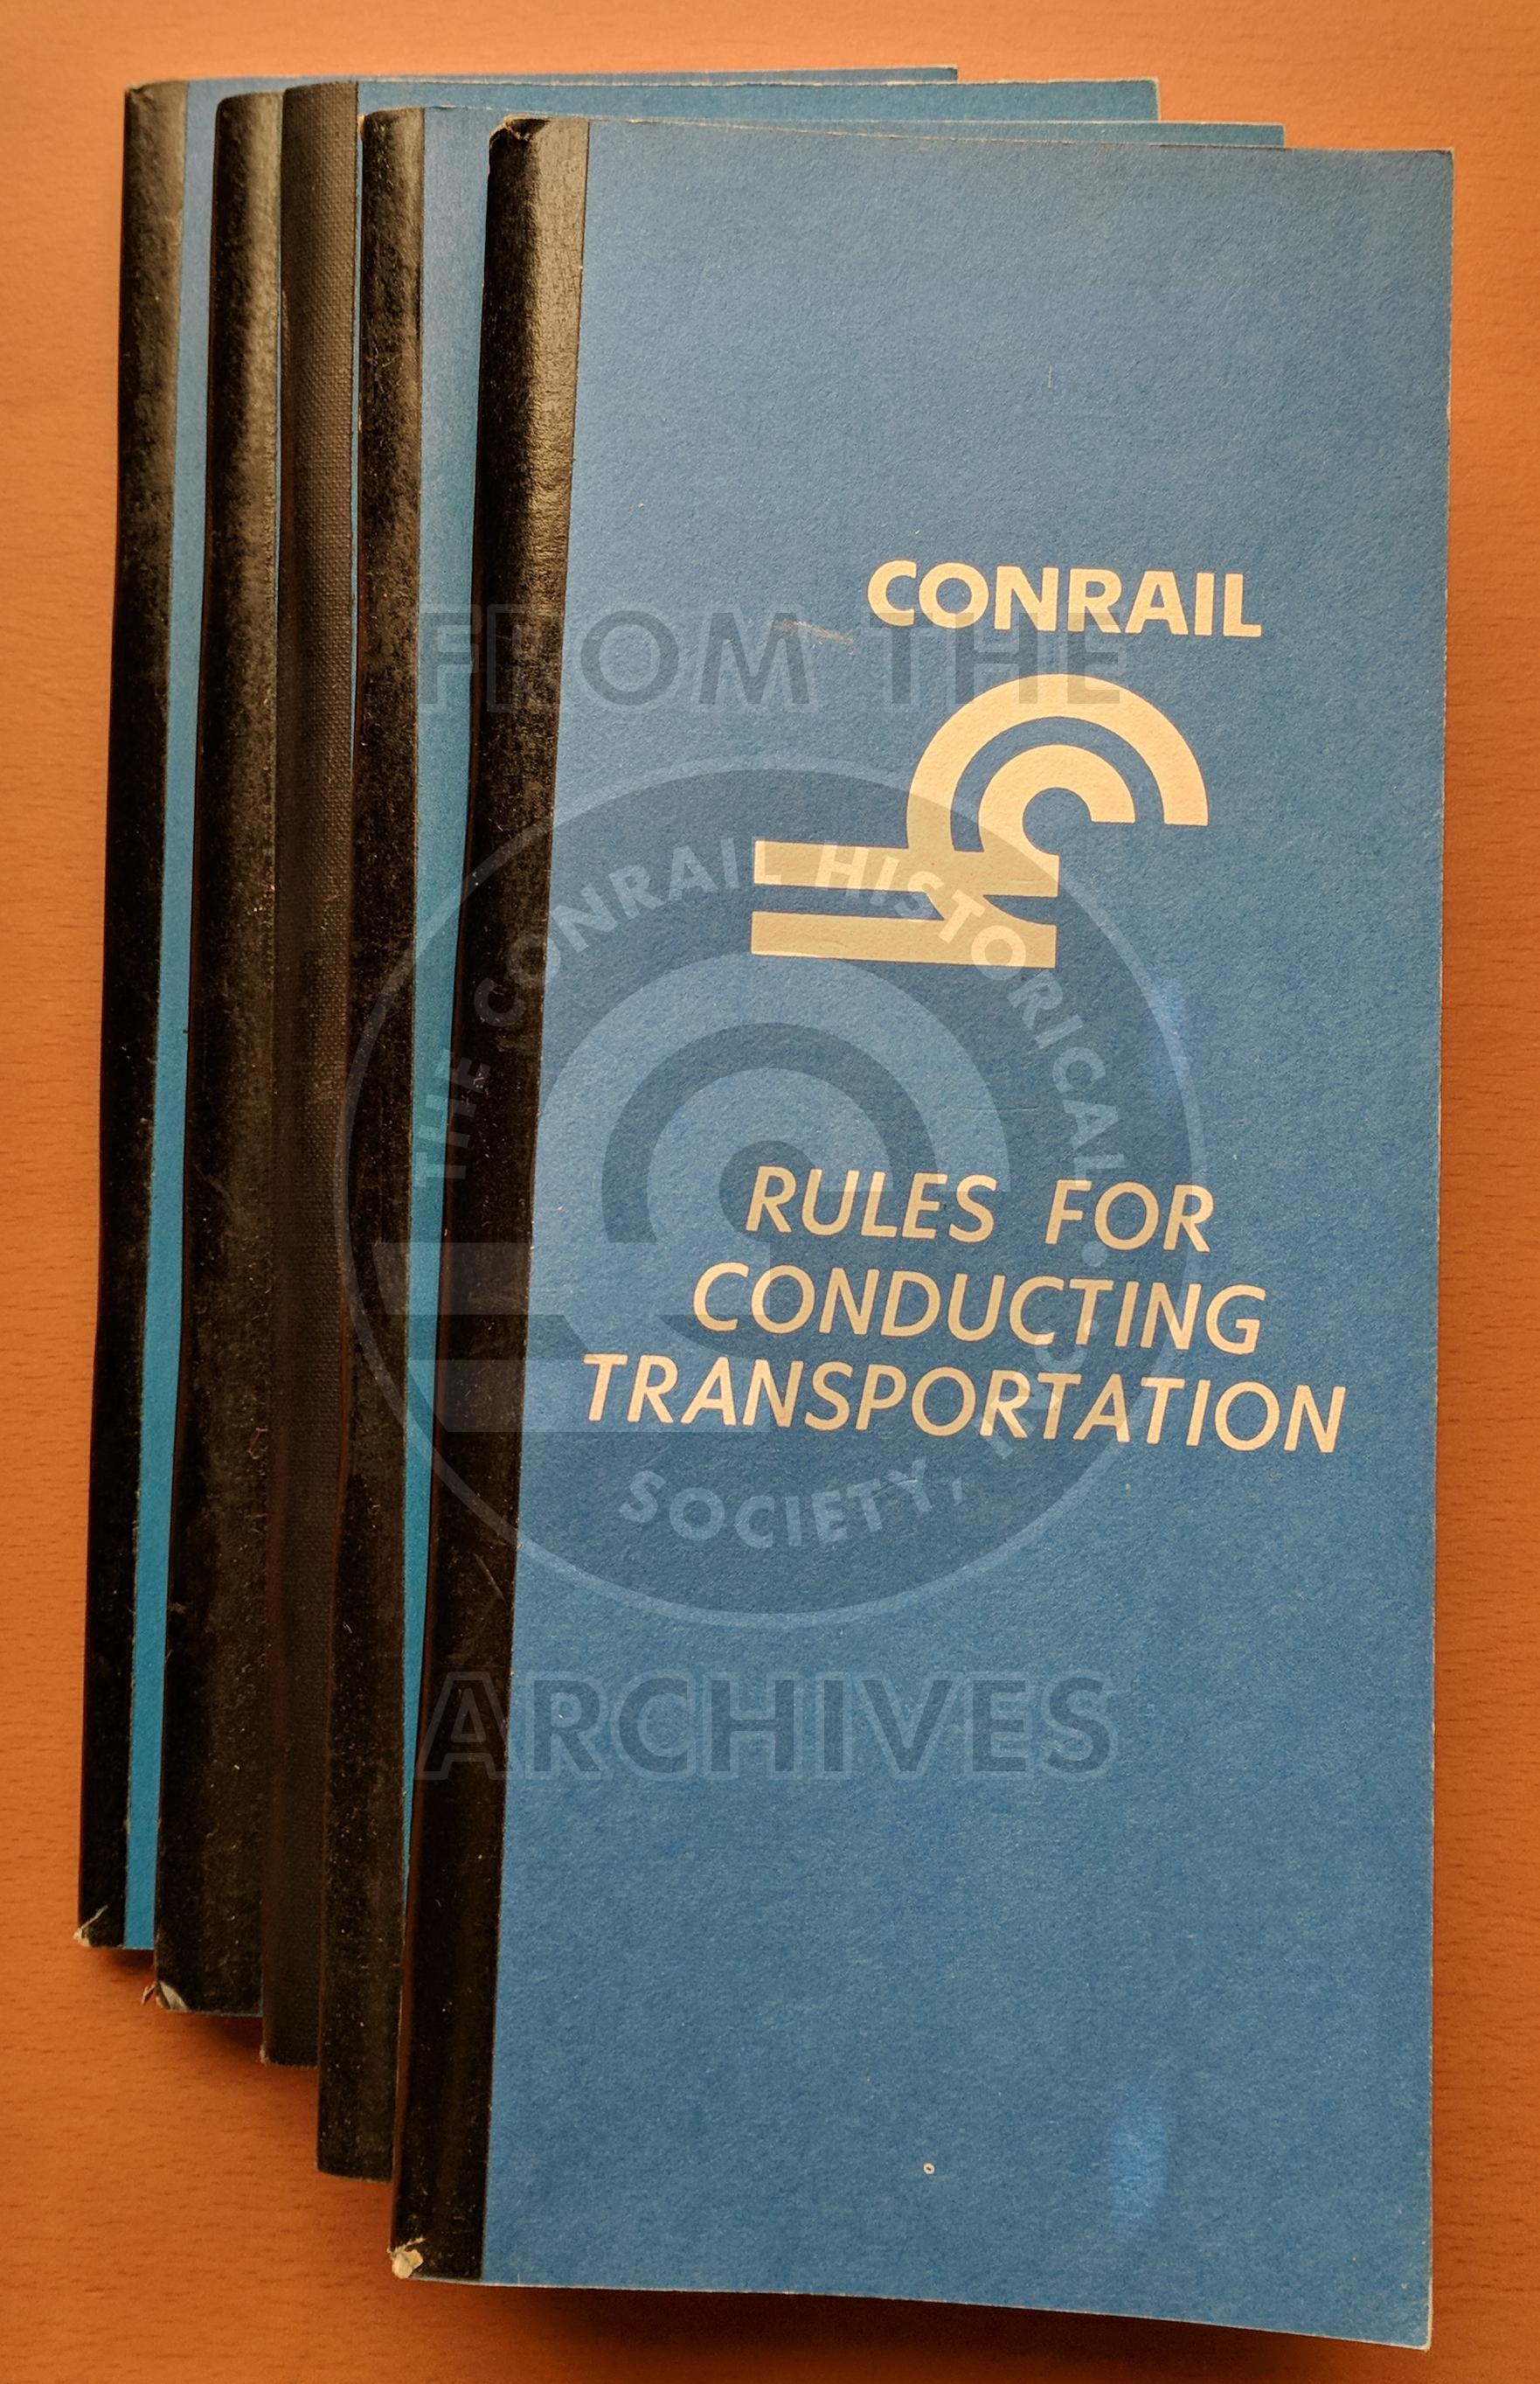 CONRAIL
FROM THE
THE CONRAIL HISTORICAL
SOCIETY, INC.
RULES FOR
CONDUCTING
TRANSPORTATION
ARCHIVES